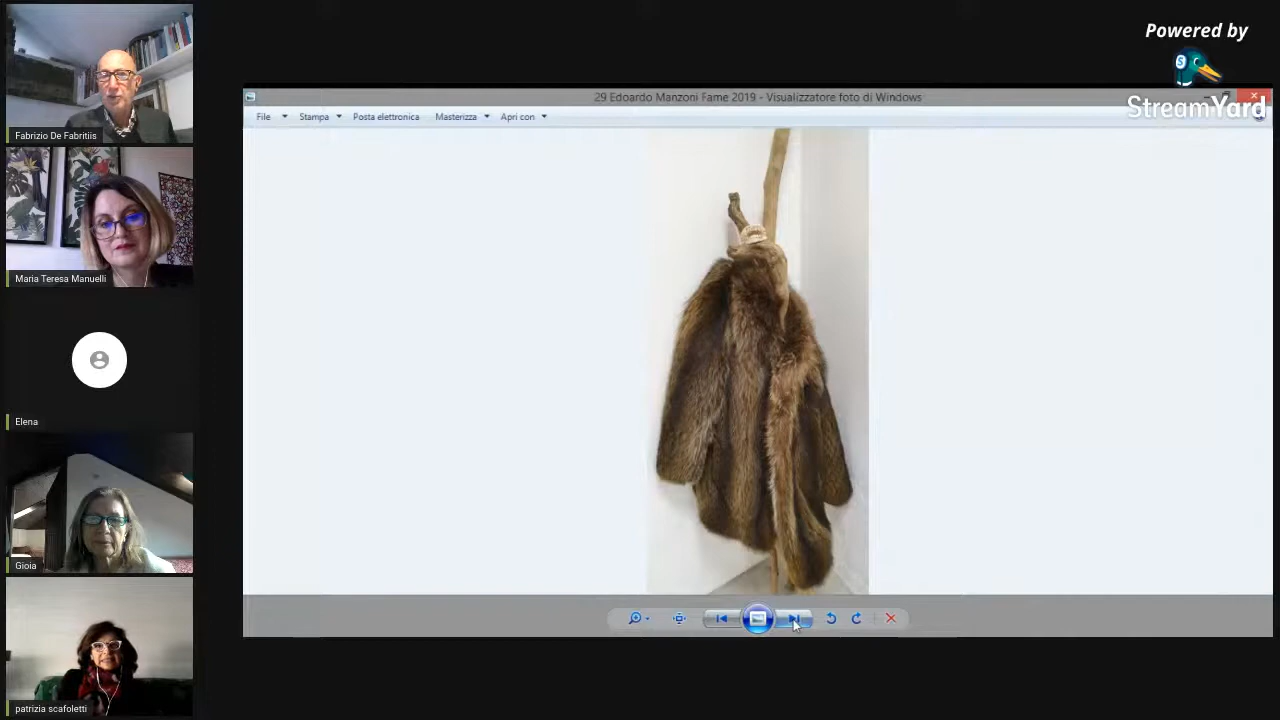 Powered by
StreamYard
29 Edoardo Manzoni Fame 2019 - Visualizzatore foto di Windows
File Stampa Posta elettronica Masterizza Apri con
Fabrizio De Fabritiis
Maria Teresa Manuelli
Elena
Gioia
patrizia scafoletti